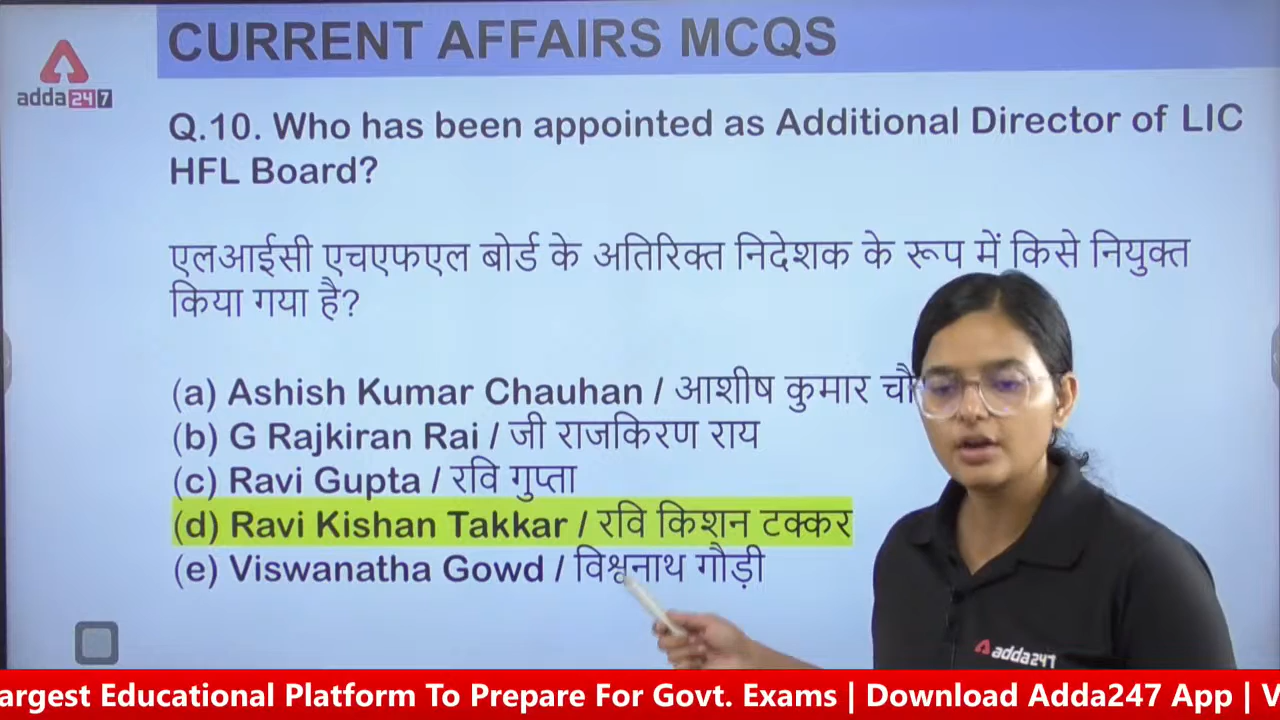 CURRENT AFFAIRS MCQS
adda247
Q.10. Who has been appointed as Additional Director of LIC
HFL Board?
एलआईसी एचएफएल बोर्ड के अतिरिक्त निदेशक के रूप में किसे नियुक्त
किया गया है?
(a) Ashish Kumar Chauhan / आशीष कुमार
(b) G Rajkiran Rai / जी राजकिरण राय
(c) Ravi Gupta / रवि गुप्ता
(d) Ravi Kishan Takkar / रवि किशन टक्कर
(e) Viswanatha Gowd / विश्वनाथ गौड़ी
adda247
argest Educational Platform To Prepare For Govt. Exams | Download Adda247 App | V